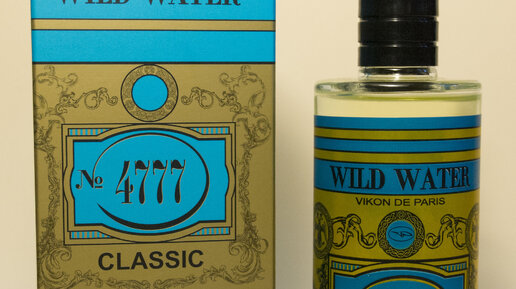 WILD WATER
№ 4777
CLASSIC
WILD WATER
VIKON DE PARIS